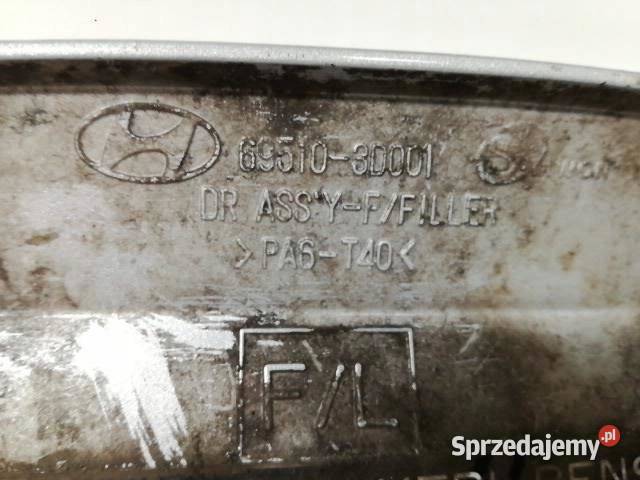 69510-3D001
DR ASS'Y-F/FILLER
>PA6-T40<
F/L
Sprzedajemy.pl